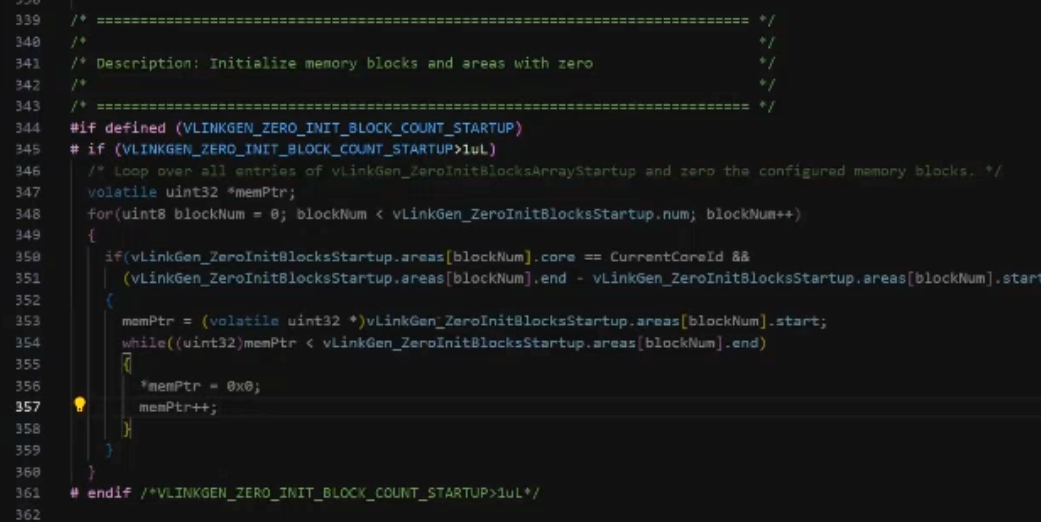 339 /* ============================================================================ */
340 /* */
341 /* Description: Initialize memory blocks and areas with zero */
342 /* */
343 /* ============================================================================ */
344 #if defined (VLINKGEN_ZERO_INIT_BLOCK_COUNT_STARTUP)
345 # if (VLINKGEN_ZERO_INIT_BLOCK_COUNT_STARTUP>1uL)
346 /* Loop over all entries of vLinkGen_ZeroInitBlocksArrayStartup and zero the configured memory blocks. */
347 volatile uint32 *memPtr;
348 for(uint8 blockNum = 0; blockNum < vLinkGen_ZeroInitBlocksStartup.num; blockNum++)
349 {
350 if(vLinkGen_ZeroInitBlocksStartup.areas[blockNum].core == CurrentCoreId &&
351 (vLinkGen_ZeroInitBlocksStartup.areas[blockNum].end - vLinkGen_ZeroInitBlocksStartup.areas[blockNum].start
352 {
353 memPtr = (volatile uint32 *)vLinkGen_ZeroInitBlocksStartup.areas[blockNum].start;
354 while((uint32)memPtr < vLinkGen_ZeroInitBlocksStartup.areas[blockNum].end)
355 {
356 *memPtr = 0x0;
357 memPtr++;
358 }
359 }
360 }
361 # endif /*VLINKGEN_ZERO_INIT_BLOCK_COUNT_STARTUP>1uL*/
362